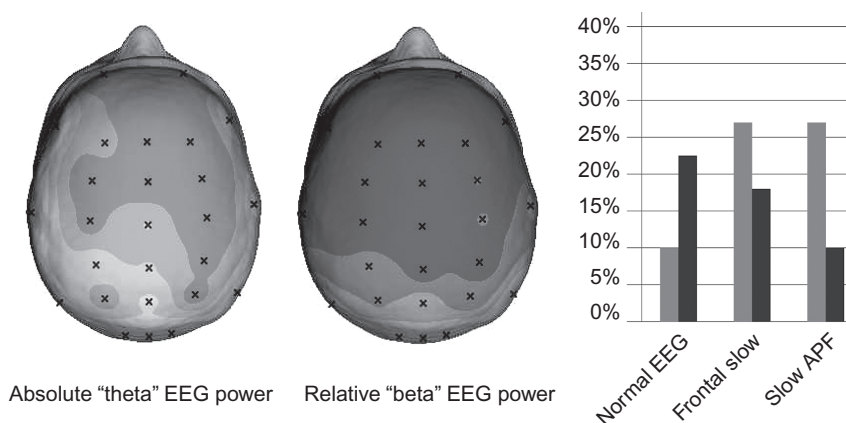 Absolute “theta” EEG power
Relative “beta” EEG power
40%
35%
30%
25%
20%
15%
10%
5%
0%
Normal EEG
Frontal slow
Slow APF